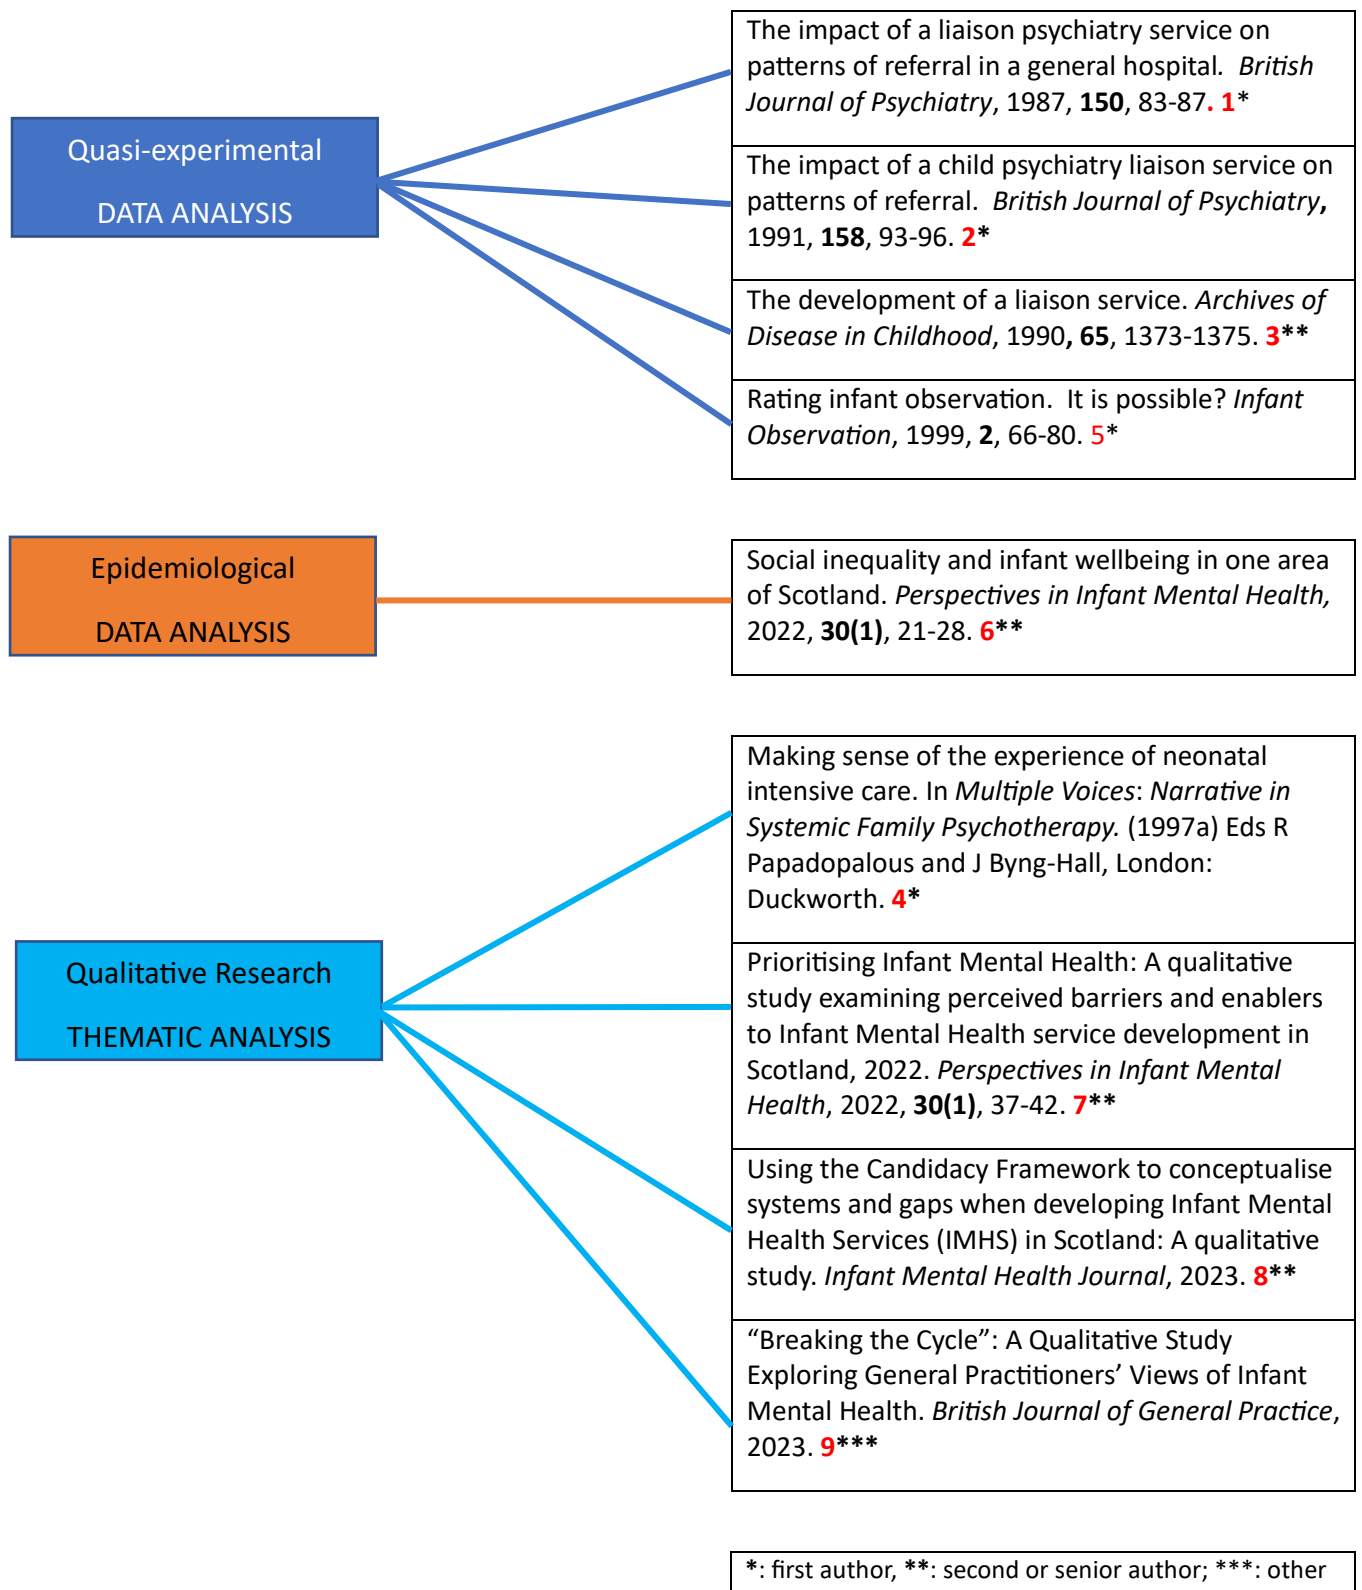 Quasi-experimental
DATA ANALYSIS
The impact of a liaison psychiatry service on
patterns of referral in a general hospital. British
Journal of Psychiatry, 1987, 150, 83-87. 1*
The impact of a child psychiatry liaison service on
patterns of referral. British Journal of Psychiatry,
1991, 158, 93-96. 2*
The development of a liaison service. Archives of
Disease in Childhood, 1990, 65, 1373-1375. 3**
Rating infant observation. It is possible? Infant
Observation, 1999, 2, 66-80. 5*
Epidemiological
DATA ANALYSIS
Social inequality and infant wellbeing in one area
of Scotland. Perspectives in Infant Mental Health,
2022, 30(1), 21-28. 6**
Qualitative Research
THEMATIC ANALYSIS
Making sense of the experience of neonatal
intensive care. In Multiple Voices: Narrative in
Systemic Family Psychotherapy. (1997a) Eds R
Papadopalous and J Byng-Hall, London:
Duckworth. 4*
Prioritising Infant Mental Health: A qualitative
study examining perceived barriers and enablers
to Infant Mental Health service development in
Scotland, 2022. Perspectives in Infant Mental
Health, 2022, 30(1), 37-42. 7**
Using the Candidacy Framework to conceptualise
systems and gaps when developing Infant Mental
Health Services (IMHS) in Scotland: A qualitative
study. Infant Mental Health Journal, 2023. 8**
“Breaking the Cycle”: A Qualitative Study
Exploring General Practitioners’ Views of Infant
Mental Health. British Journal of General Practice,
2023. 9***
*: first author, **: second or senior author; ***: other